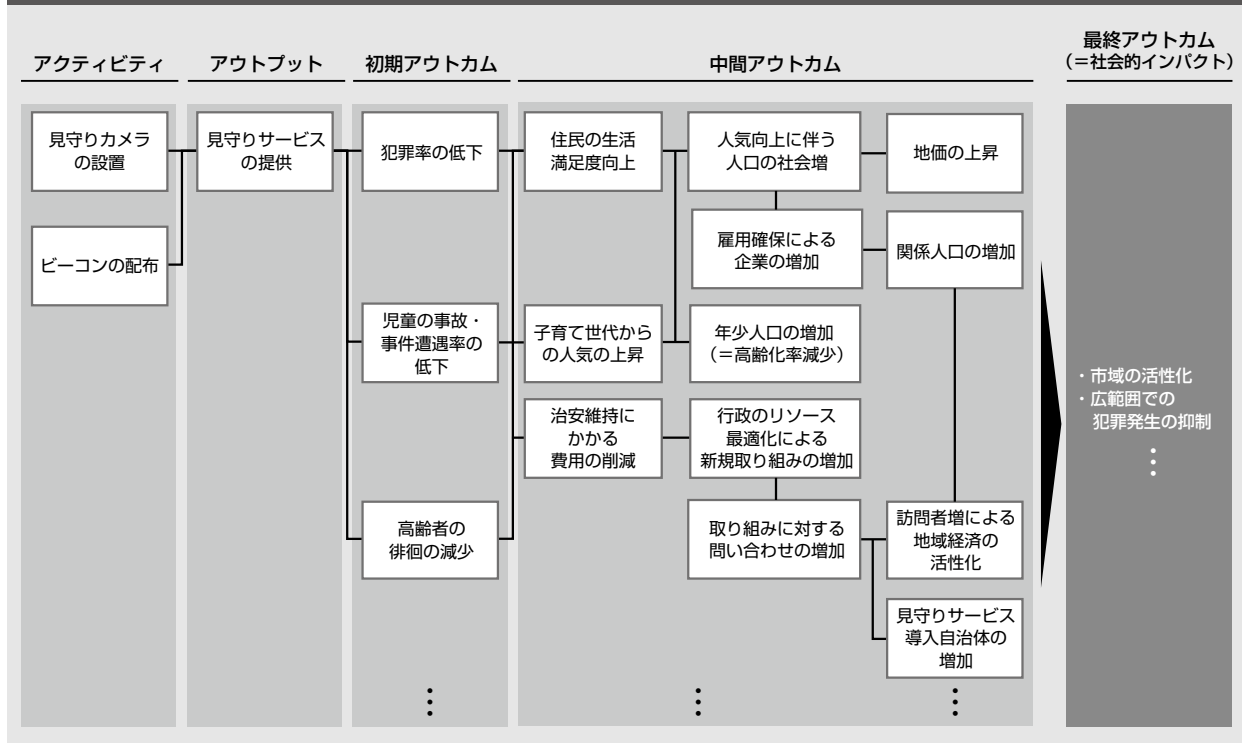 アクティビティ
アウトプット
初期アウトカム
中間アウトカム
最終アウトカム
（＝社会的インパクト）
見守りカメラ
の設置
ビーコンの配布
見守りサービス
の提供
犯罪率の低下
児童の事故・
事件遭遇率の
低下
高齢者の
徘徊の減少
⋮
住民の生活
満足度向上
子育て世代から
の人気の上昇
治安維持に
かかる
費用の削減
人気向上に伴う
人口の社会増
雇用確保による
企業の増加
年少人口の増加
（＝高齢化率減少）
行政のリソース
最適化による
新規取り組みの増加
取り組みに対する
問い合わせの増加
⋮
地価の上昇
関係人口の増加
訪問者増による
地域経済の
活性化
見守りサービス
導入自治体の
増加
⋮
・市域の活性化
・広範囲での
犯罪発生の抑制
⋮